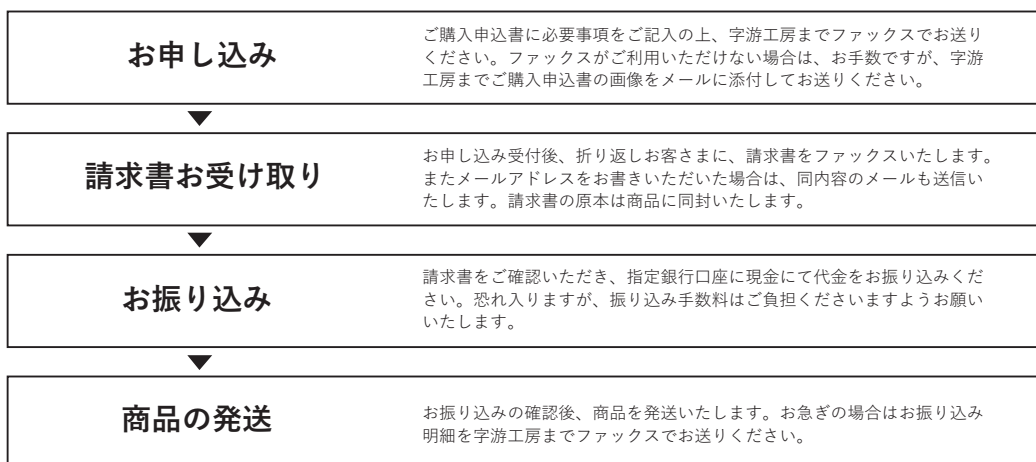 お申し込み
ご購入申込書に必要事項をご記入の上、字游工房までファックスでお送り
ください。ファックスがご利用いただけない場合は、お手数ですが、字游
工房までご購入申込書の画像をメールに添付してお送りください。
請求書お受け取り
お申し込み受付後、折り返しお客さまに、請求書をファックスいたします。
またメールアドレスをお書きいただいた場合は、同内容のメールも送信い
たします。請求書の原本は商品に同封いたします。
お振り込み
請求書をご確認いただき、指定銀行口座に現金にて代金をお振り込みくだ
さい。恐れ入りますが、振り込み手数料はご負担くださいますようお願い
いたします。
商品の発送
お振り込みの確認後、商品を発送いたします。お急ぎの場合はお振り込み
明細を字游工房までファックスでお送りください。